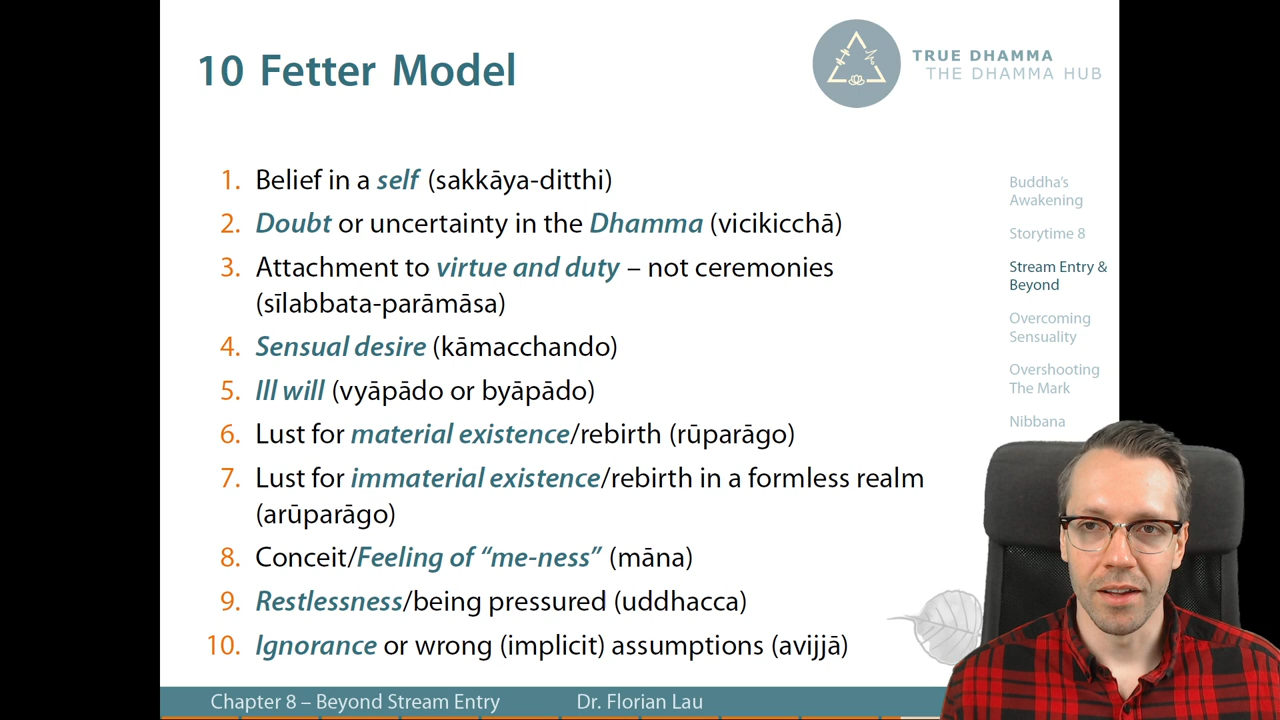 10 Fetter Model
TRUE DHAMMA
THE DHAMMA HUB
1. Belief in a self (sakkāya-ditthi)
2. Doubt or uncertainty in the Dhamma (vicikicchā)
3. Attachment to virtue and duty – not ceremonies
(sīlabbata-parāmāsa)
4. Sensual desire (kāmacchando)
5. Ill will (vyāpādo or byāpādo)
6. Lust for material existence/rebirth (rūparāgo)
7. Lust for immaterial existence/rebirth in a formless realm
(arūparāgo)
8. Conceit/Feeling of “me-ness” (māna)
9. Restlessness/being pressured (uddhacca)
10. Ignorance or wrong (implicit) assumptions (avijjā)
Buddha’s
Awakening
Storytime 8
Stream Entry &
Beyond
Overcoming
Sensuality
Overshooting
The Mark
Nibbana
Chapter 8 – Beyond Stream Entry
Dr. Florian Lau